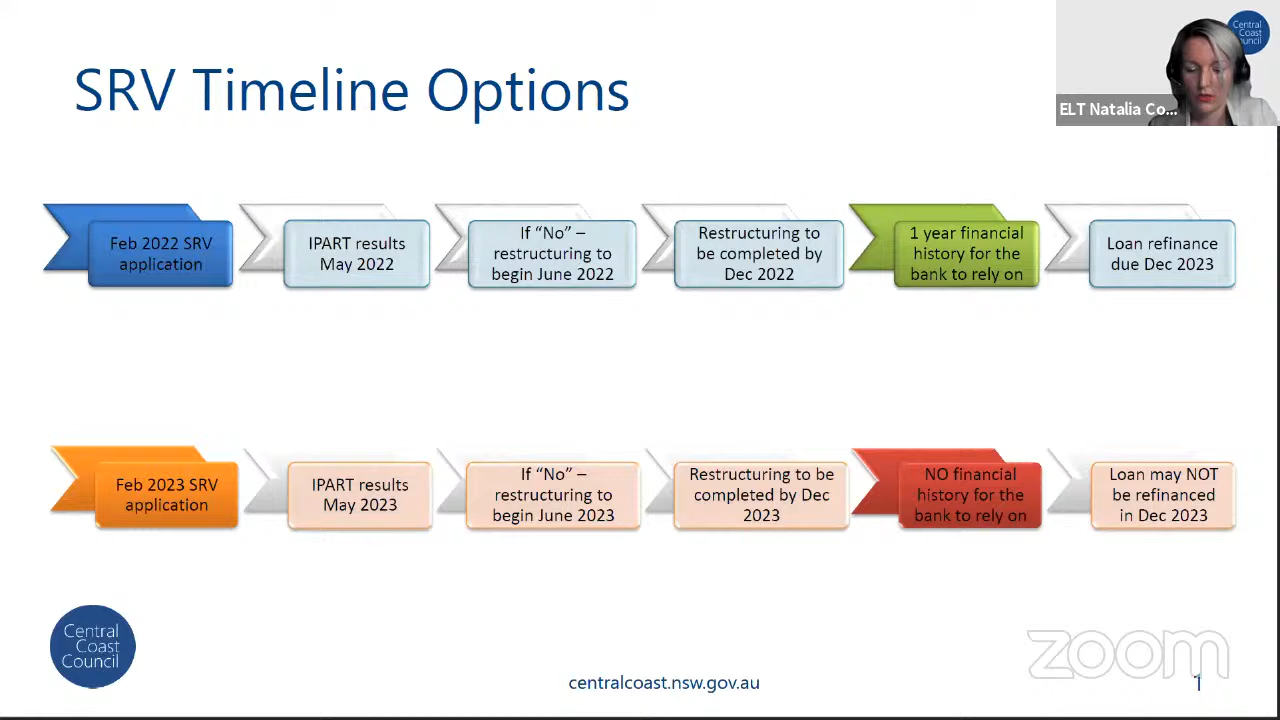 Central
Coast
Council
ELT Natalia Co...
SRV Timeline Options
Feb 2022 SRV
application
IPART results
May 2022
If “No” –
restructuring to
begin June 2022
Restructuring to
be completed by
Dec 2022
1 year financial
history for the
bank to rely on
Loan refinance
due Dec 2023
Feb 2023 SRV
application
IPART results
May 2023
If “No” –
restructuring to
begin June 2023
Restructuring to be
completed by Dec
2023
NO financial
history for the
bank to rely on
Loan may NOT
be refinanced
in Dec 2023
Central
Coast
Council
centralcoast.nsw.gov.au
zoom
1